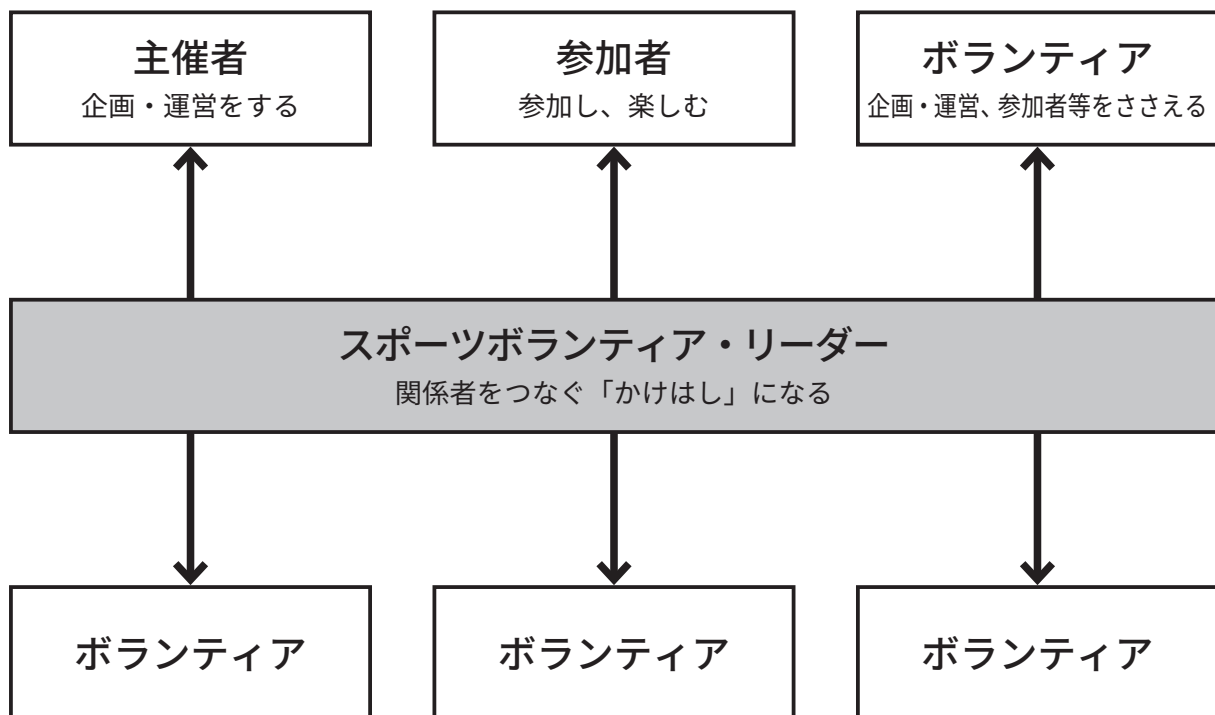 主催者
企画・運営をする
参加者
参加し、楽しむ
ボランティア
企画・運営、参加者等をささえる
スポーツボランティア・リーダー
関係者をつなぐ「かけはし」になる
ボランティア
ボランティア
ボランティア